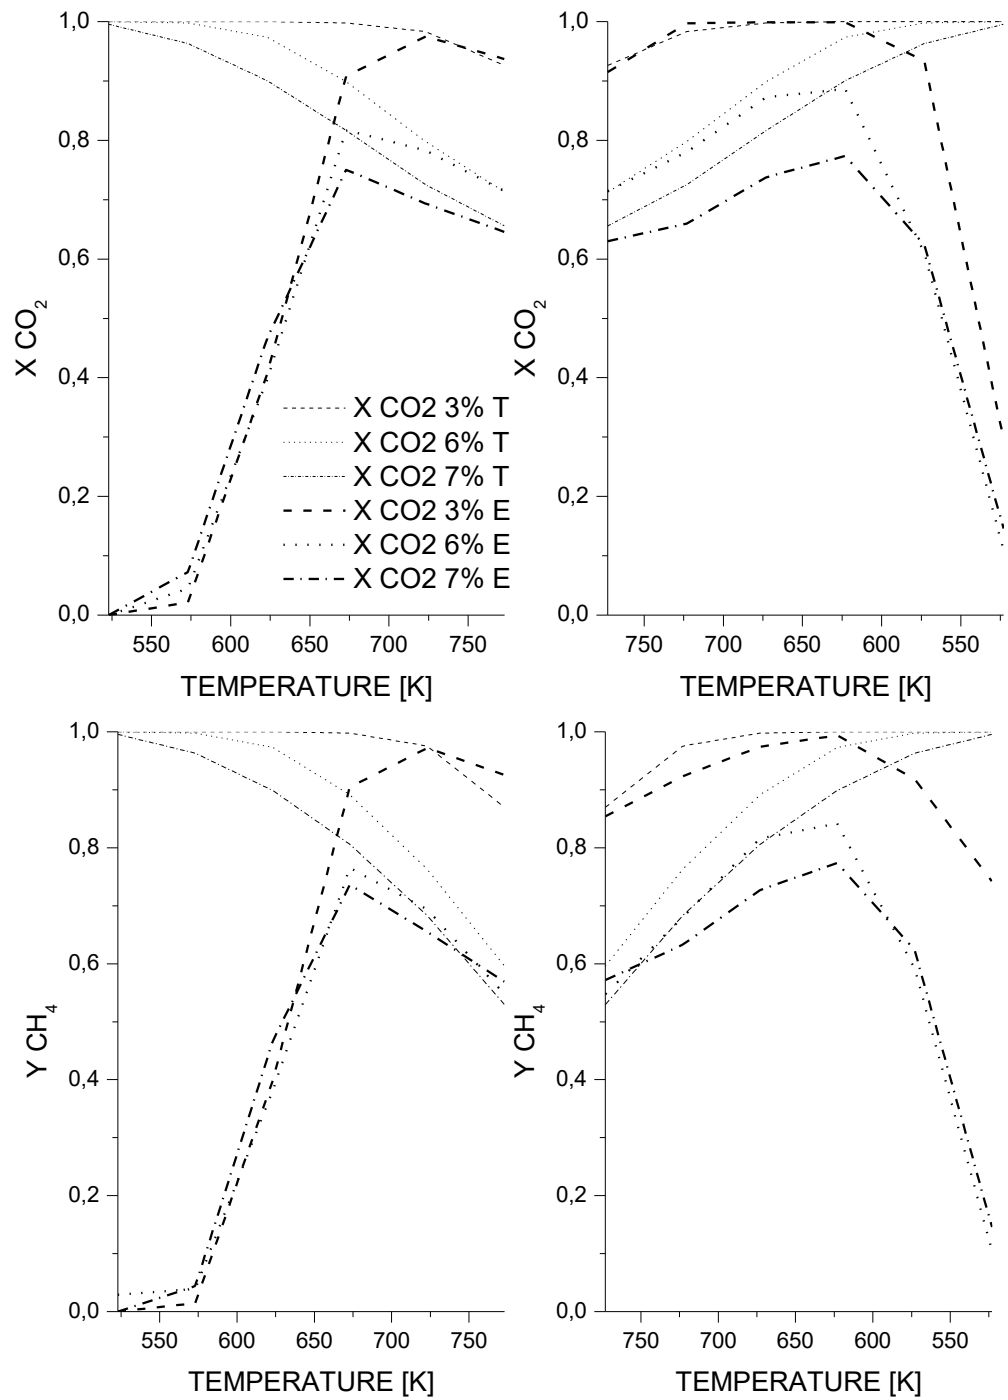 1,0
0,8
0,6
0,4
0,2
0,0
X CO2
550 600 650 700 750
TEMPERATURE [K]
X CO2 3% T
X CO2 6% T
X CO2 7% T
X CO2 3% E
X CO2 6% E
X CO2 7% E
1,0
0,8
0,6
0,4
0,2
0,0
X CO2
750 700 650 600 550
TEMPERATURE [K]
1,0
0,8
0,6
0,4
0,2
0,0
Y CH4
550 600 650 700 750
TEMPERATURE [K]
1,0
0,8
0,6
0,4
0,2
0,0
Y CH4
750 700 650 600 550
TEMPERATURE [K]